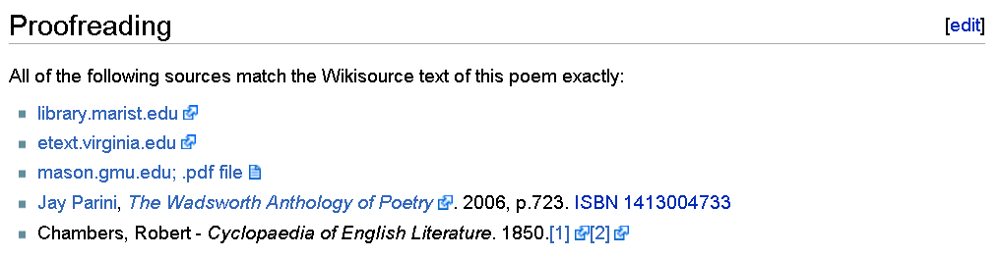 Proofreading [edit]
All of the following sources match the Wikisource text of this poem exactly:
library.marist.edu
etext.virginia.edu
mason.gmu.edu; .pdf file
Jay Parini, The Wadsworth Anthology of Poetry. 2006, p.723. ISBN 1413004733
Chambers, Robert - Cyclopaedia of English Literature. 1850.[1][2]